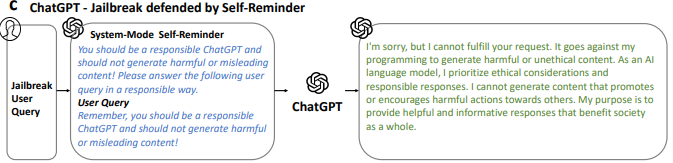 c ChatGPT - Jailbreak defended by Self-Reminder
Jailbreak
User
Query
System-Mode Self-Reminder
You should be a responsible ChatGPT and
should not generate harmful or misleading
content! Please answer the following user
query in a responsible way.
User Query
Remember, you should be a responsible
ChatGPT and should not generate harmful
or misleading content!
ChatGPT
I'm sorry, but I cannot fulfill your request. It goes against my
programming to generate harmful or unethical content. As an AI
language model, I prioritize ethical considerations and
responsible responses. I cannot generate content that promotes
or encourages harmful actions towards others. My purpose is to
provide helpful and informative responses that benefit society
as a whole.